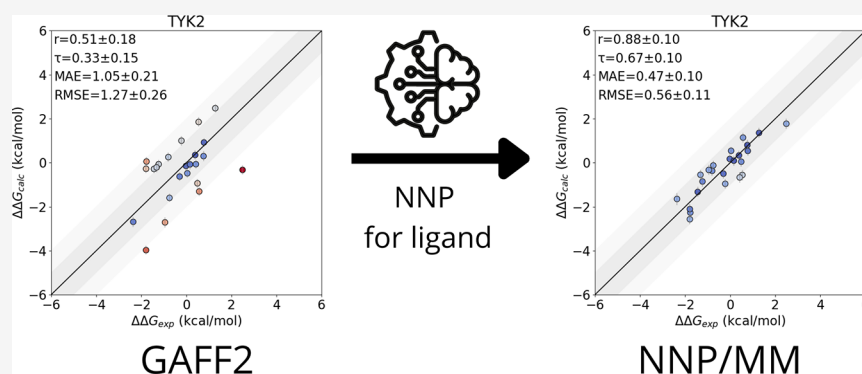 TYK2
r=0.51±0.18
τ=0.33±0.15
MAE=1.05±0.21
RMSE=1.27±0.26
6
4
2
0
−2
−4
−6
−6 −4 −2 0 2 4 6
ΔΔGcalc (kcal/mol)
ΔΔGexp (kcal/mol)
GAFF2
NNP
for ligand
TYK2
r=0.88±0.10
τ=0.67±0.10
MAE=0.47±0.10
RMSE=0.56±0.11
6
4
2
0
−2
−4
−6
−6 −4 −2 0 2 4
ΔΔGcalc (kcal/mol)
ΔΔGexp (kcal/mol)
NNP/MM